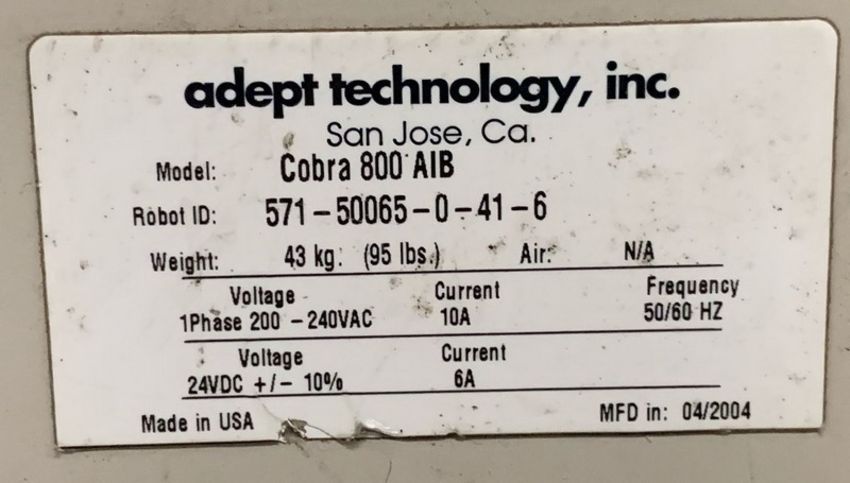 adept technology, inc.
San Jose, Ca.
Model: Cobra 800 AIB
Robot ID: 571-50065-0-41-6
Weight: 43 kg. (95 lbs.) Air: N/A
Voltage Current Frequency
1Phase 200 -240VAC 10A 50/60 HZ
Voltage Current
24VDC +/- 10% 6A
Made in USA MFD in: 04/2004